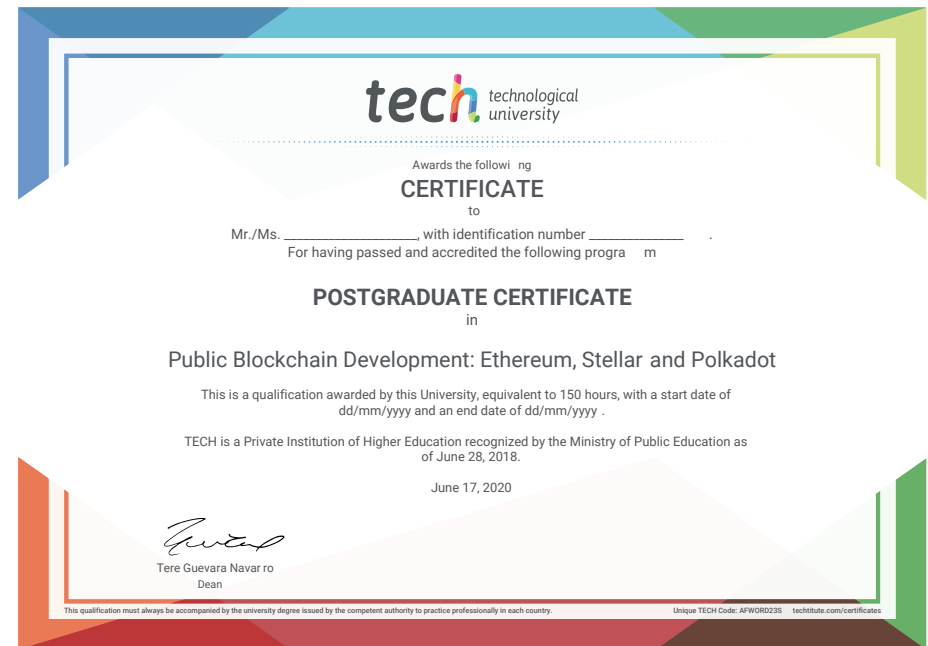 tech technological
university
Awards the followi ng
CERTIFICATE
to
Mr./Ms. ____________________, with identification number ______________ .
For having passed and accredited the following progra m
POSTGRADUATE CERTIFICATE
in
Public Blockchain Development: Ethereum, Stellar and Polkadot
This is a qualification awarded by this University, equivalent to 150 hours, with a start date of
dd/mm/yyyy and an end date of dd/mm/yyyy .
TECH is a Private Institution of Higher Education recognized by the Ministry of Public Education as
of June 28, 2018.
June 17, 2020
Tere Guevara Navar ro
Dean
This qualification must always be accompanied by the university degree issued by the competent authority to practice professionally in each country.
Unique TECH Code: AFWORD23S techtitute.com/certificates